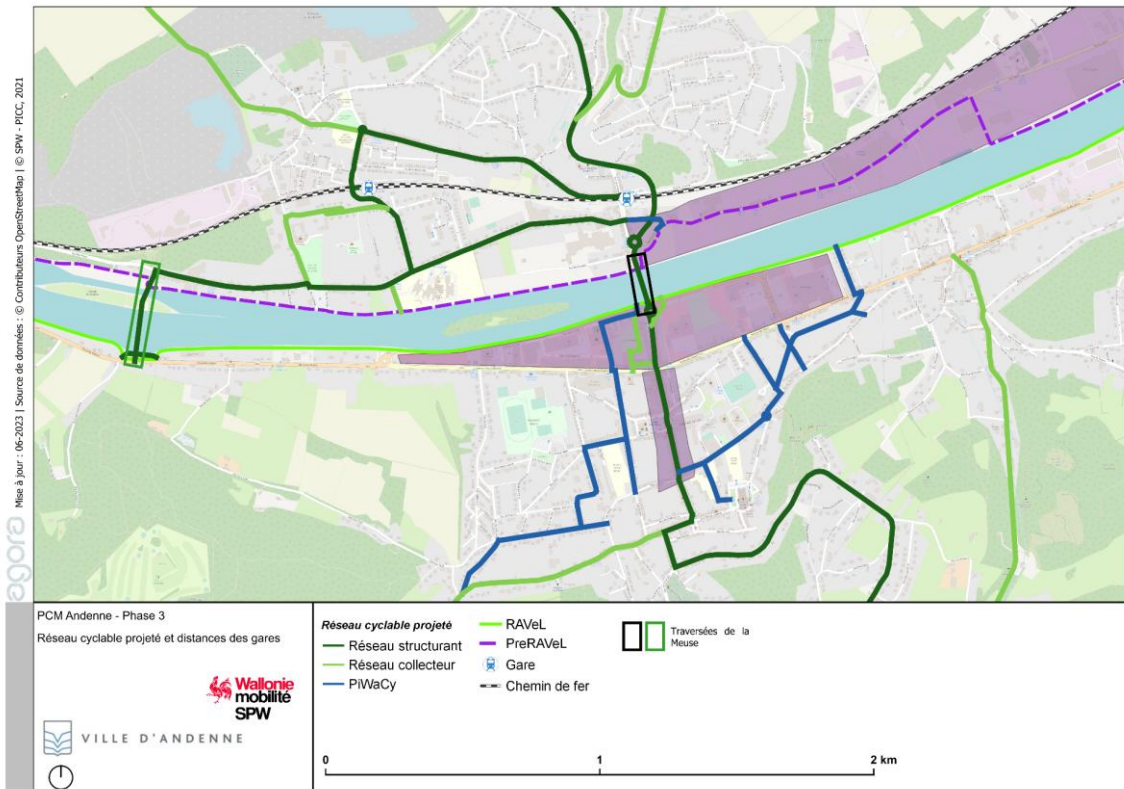 Mise à jour : 06-2023 | Source de données : © Contributeurs OpenStreetMap | © SPW - PICC, 2021
agora
PCM Andenne - Phase 3
Réseau cyclable projeté et distances des gares
Wallonie
mobilité
SPW
VILLE D'ANDENNE
Réseau cyclable projeté
Réseau structurant
Réseau collecteur
PiWaCy
RAVeL
PreRAVeL
Gare
Chemin de fer
Traversées de la
Meuse
0
1
2 km